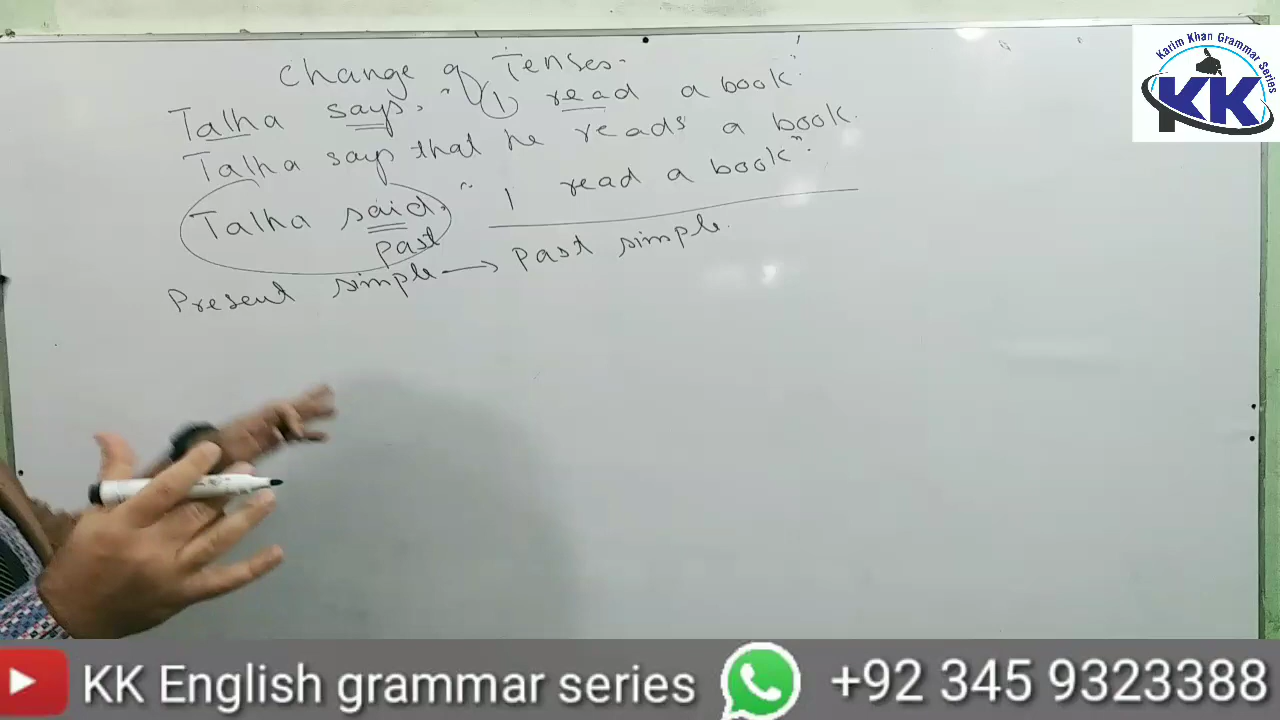 Change of Tenses.
Talha says, "I read a book".
Talha says that he reads a book.
Talha said, "I read a book".
past
Present simple → Past simple.
Karim Khan Grammar Series
KK
KK English grammar series
+92 345 9323388